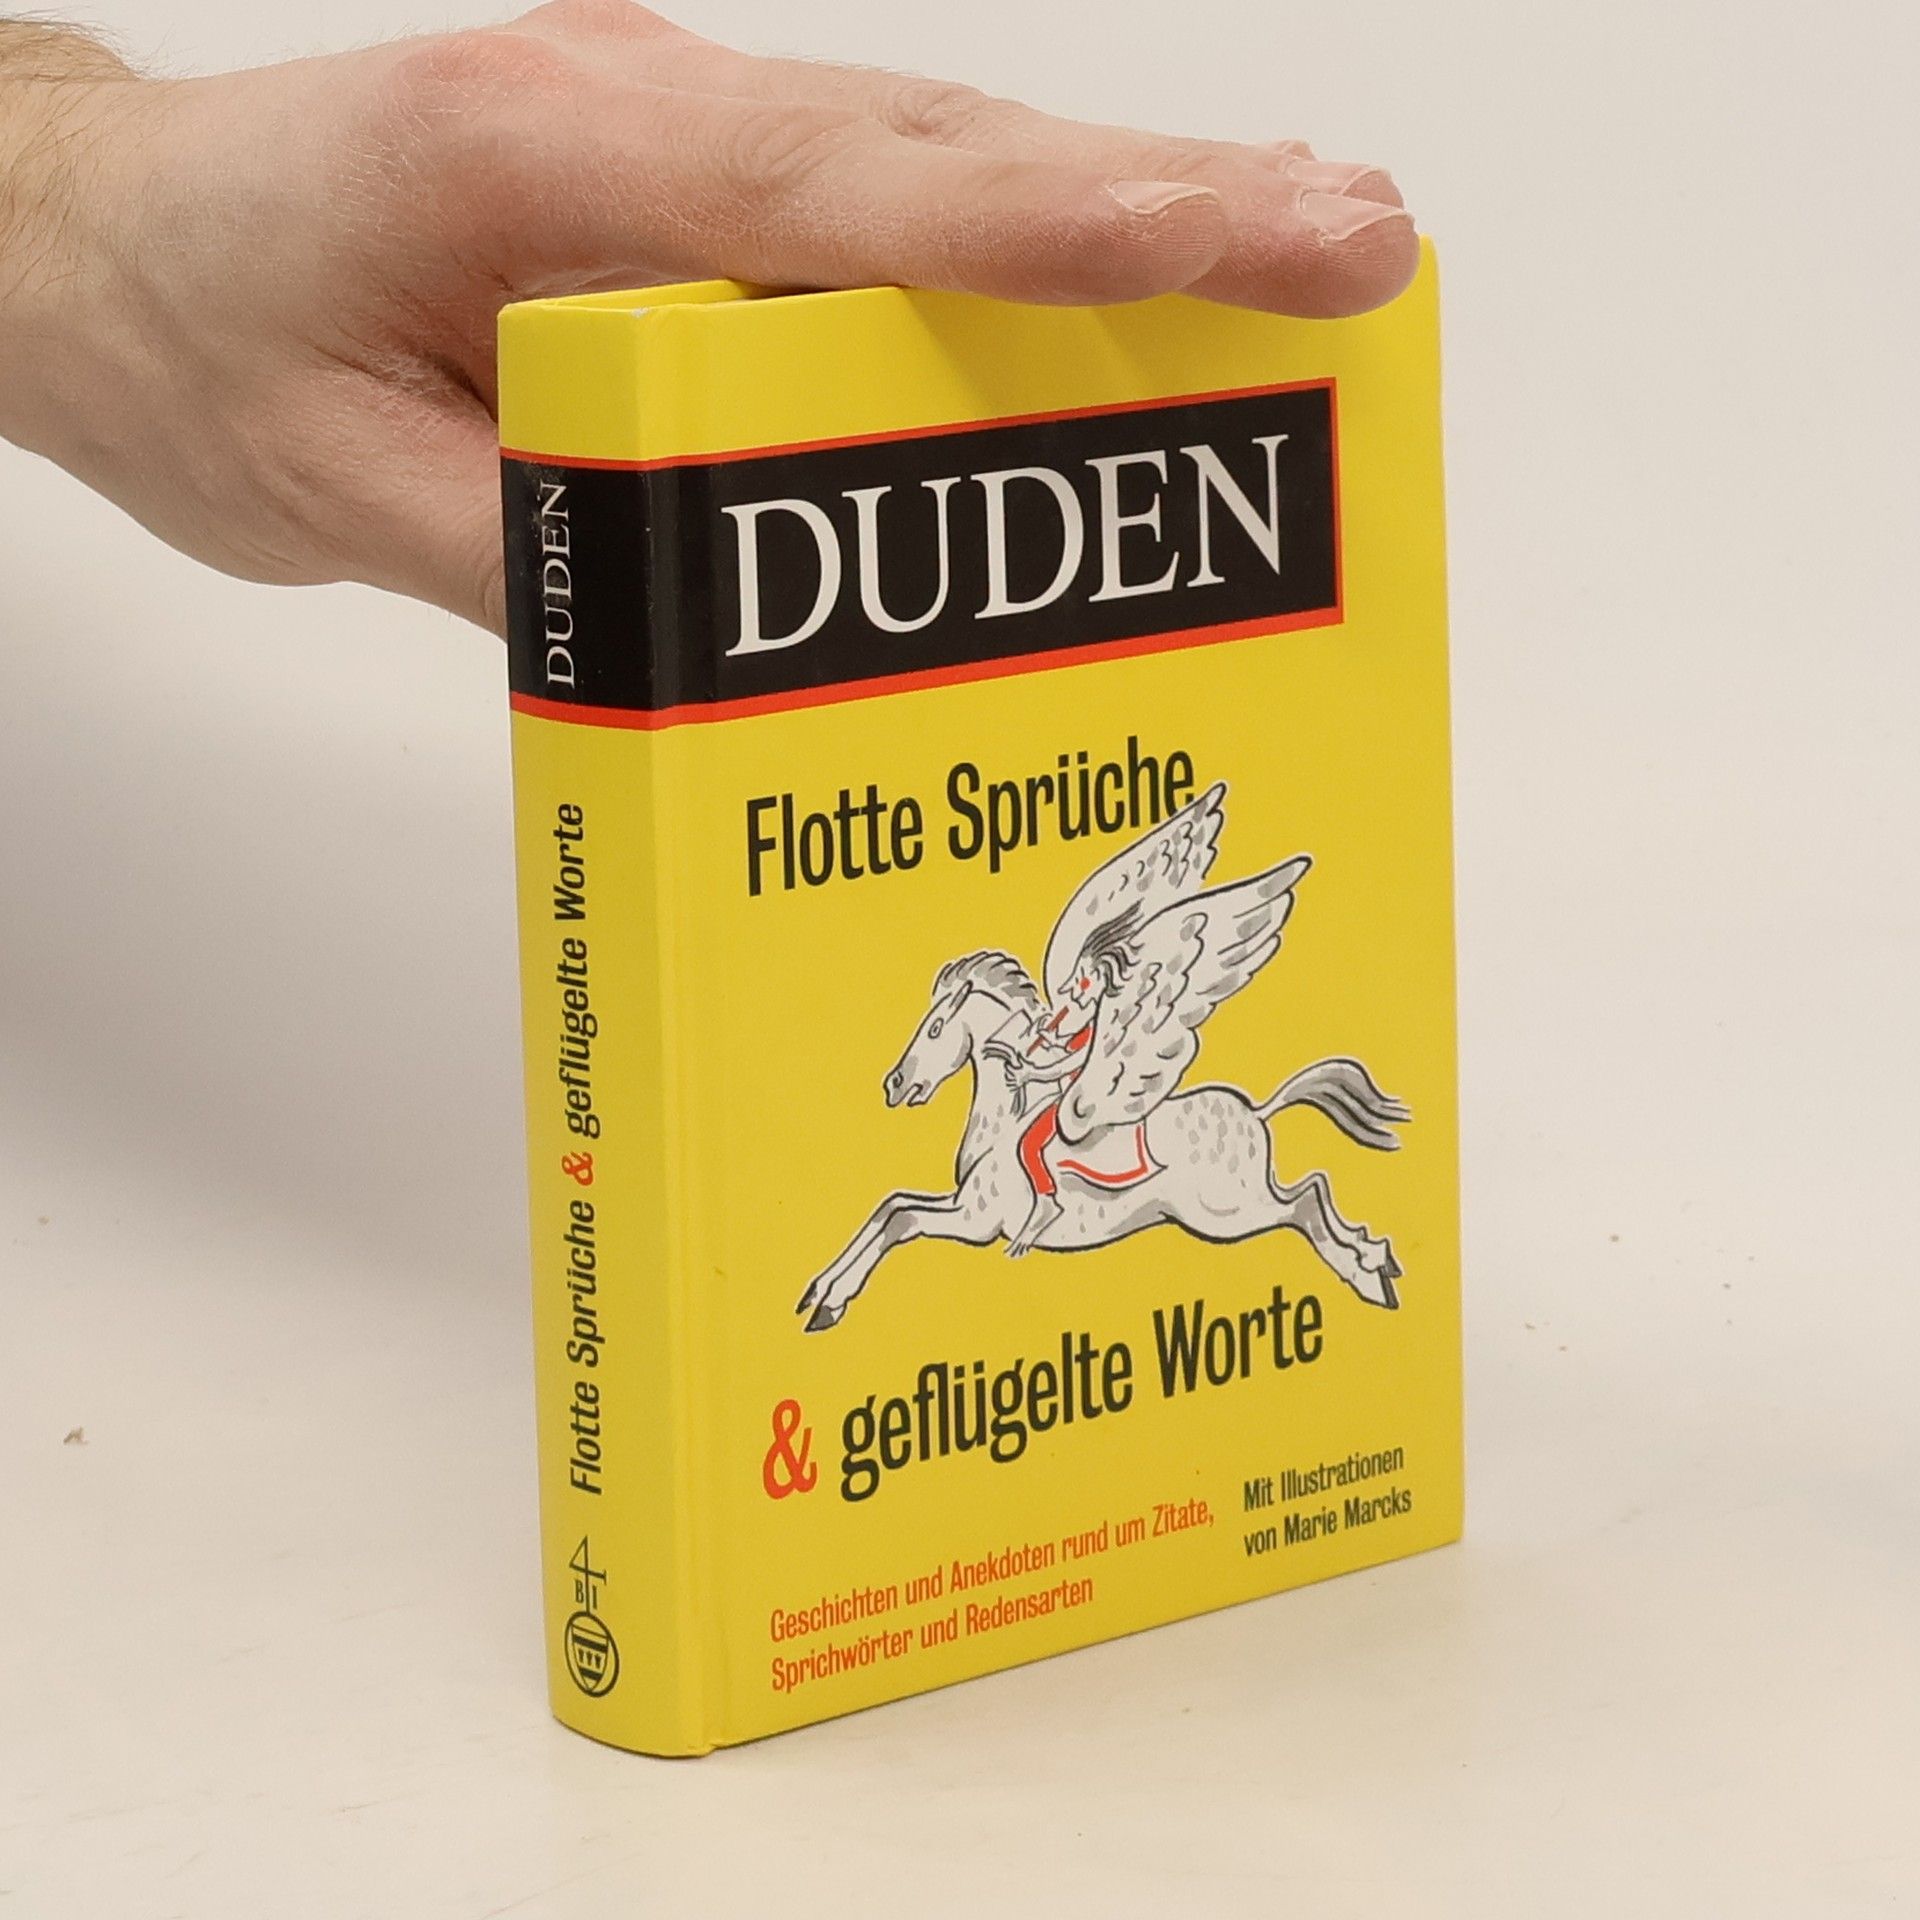 DUDEN
Flotte Sprüche & geflügelte Worte
B I
DUDEN
Flotte Sprüche
& geflügelte Worte
Geschichten und Anekdoten rund um Zitate,
Sprichwörter und Redensarten
Mit Illustrationen
von Marie Marcks